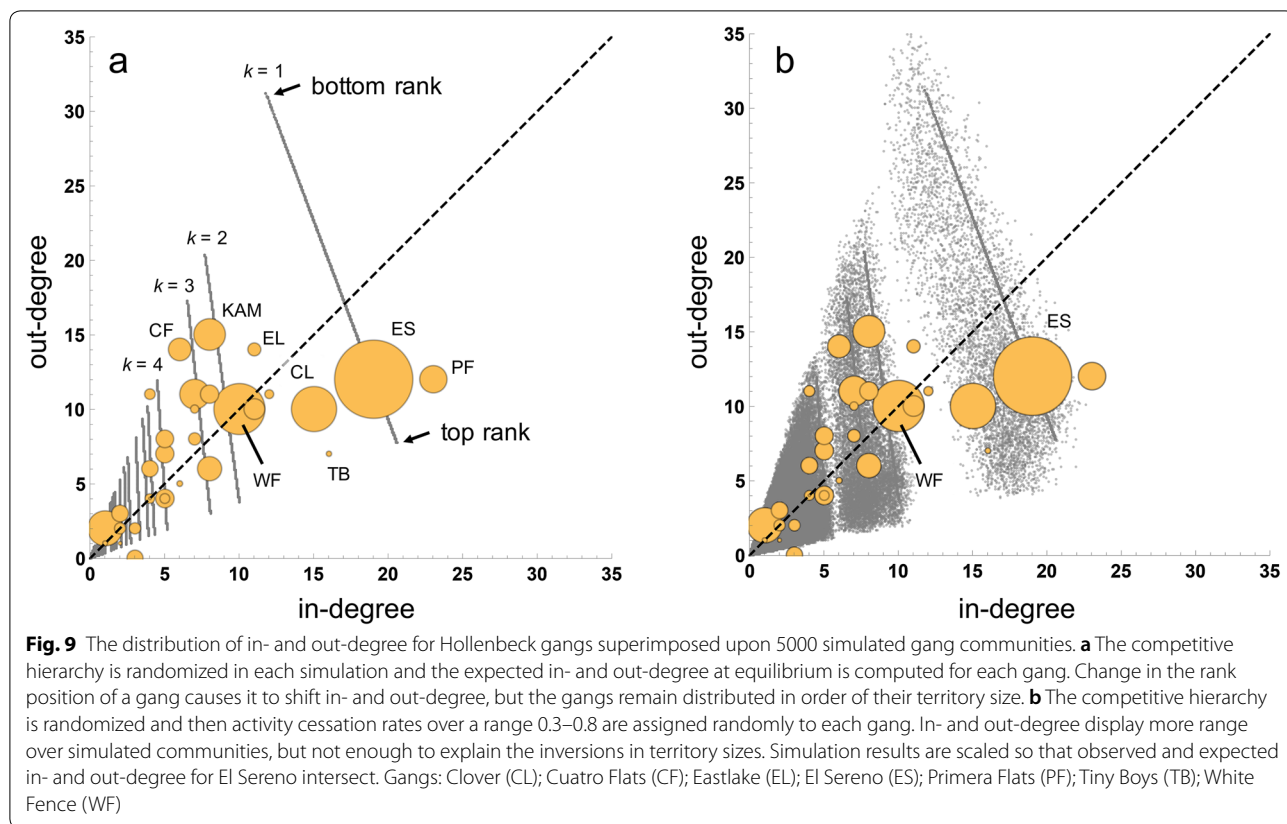 35
30
25
20
15
10
5
0
out-degree
a
k = 1
bottom rank
k = 2
k = 3
KAM
CF
EL
k = 4
CL
ES
PF
top rank
WF
TB
0 5 10 15 20 25 30 35
in-degree
35
30
25
20
15
10
5
0
out-degree
b
ES
WF
0 5 10 15 20 25 30 35
in-degree
Fig. 9 The distribution of in- and out-degree for Hollenbeck gangs superimposed upon 5000 simulated gang communities. a The competitive
hierarchy is randomized in each simulation and the expected in- and out-degree at equilibrium is computed for each gang. Change in the rank
position of a gang causes it to shift in- and out-degree, but the gangs remain distributed in order of their territory size. b The competitive hierarchy
is randomized and then activity cessation rates over a range 0.3–0.8 are assigned randomly to each gang. In- and out-degree display more range
over simulated communities, but not enough to explain the inversions in territory sizes. Simulation results are scaled so that observed and expected
in- and out-degree for El Sereno intersect. Gangs: Clover (CL); Cuatro Flats (CF); Eastlake (EL); El Sereno (ES); Primera Flats (PF); Tiny Boys (TB); White
Fence (WF)